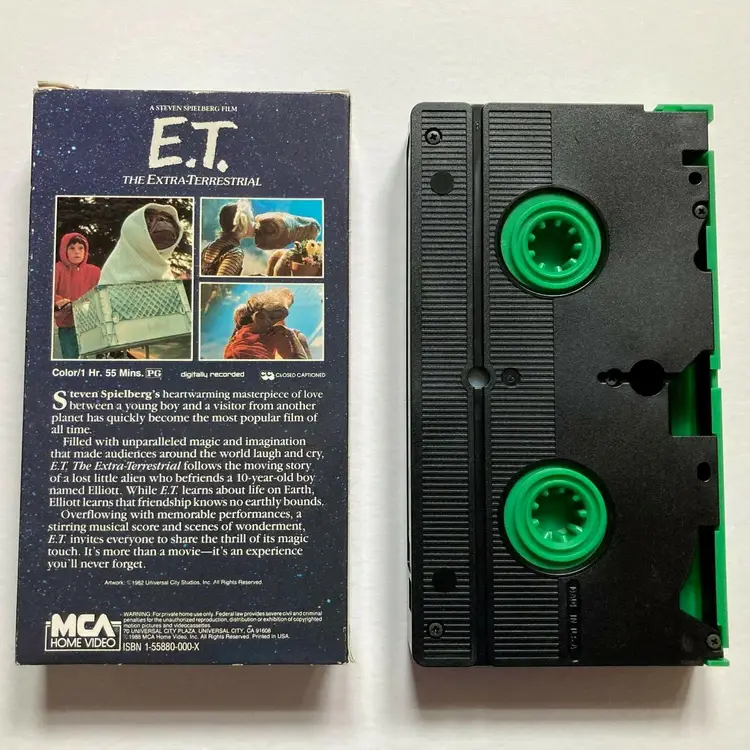 A STEVEN SPIELBERG FILM
E.T.
THE EXTRA-TERRESTRIAL
Color/1 Hr. 55 Mins. PG digitally recorded CLOSED CAPTIONED
Steven Spielberg's heartwarming masterpiece of love
between a young boy and a visitor from another
planet has quickly become the most popular film of
all time.
Filled with unparalleled magic and imagination
that made audiences around the world laugh and cry,
E.T. The Extra-Terrestrial follows the moving story
of a lost little alien who befriends a 10-year-old boy
named Elliott. While E.T. learns about life on Earth,
Elliott learns that friendship knows no earthly bounds.
Overflowing with memorable performances, a
stirring musical score and scenes of wonderment,
E.T. invites everyone to share the thrill of its magic
touch. It's more than a movie—it's an experience
you'll never forget.
Artwork: ©1982 Universal City Studios, Inc. All Rights Reserved.
MCA
HOME VIDEO
WARNING: For private home use only. Federal law provides severe civil and criminal
penalties for the unauthorized reproduction, distribution or exhibition of copyrighted
motion pictures and videocassettes.
70 UNIVERSAL CITY PLAZA, UNIVERSAL CITY, CA 91608
©1988 MCA Home Video, Inc. All Rights Reserved. Printed in USA.
ISBN 1-55880-000-X
MADE IN U.S.A.